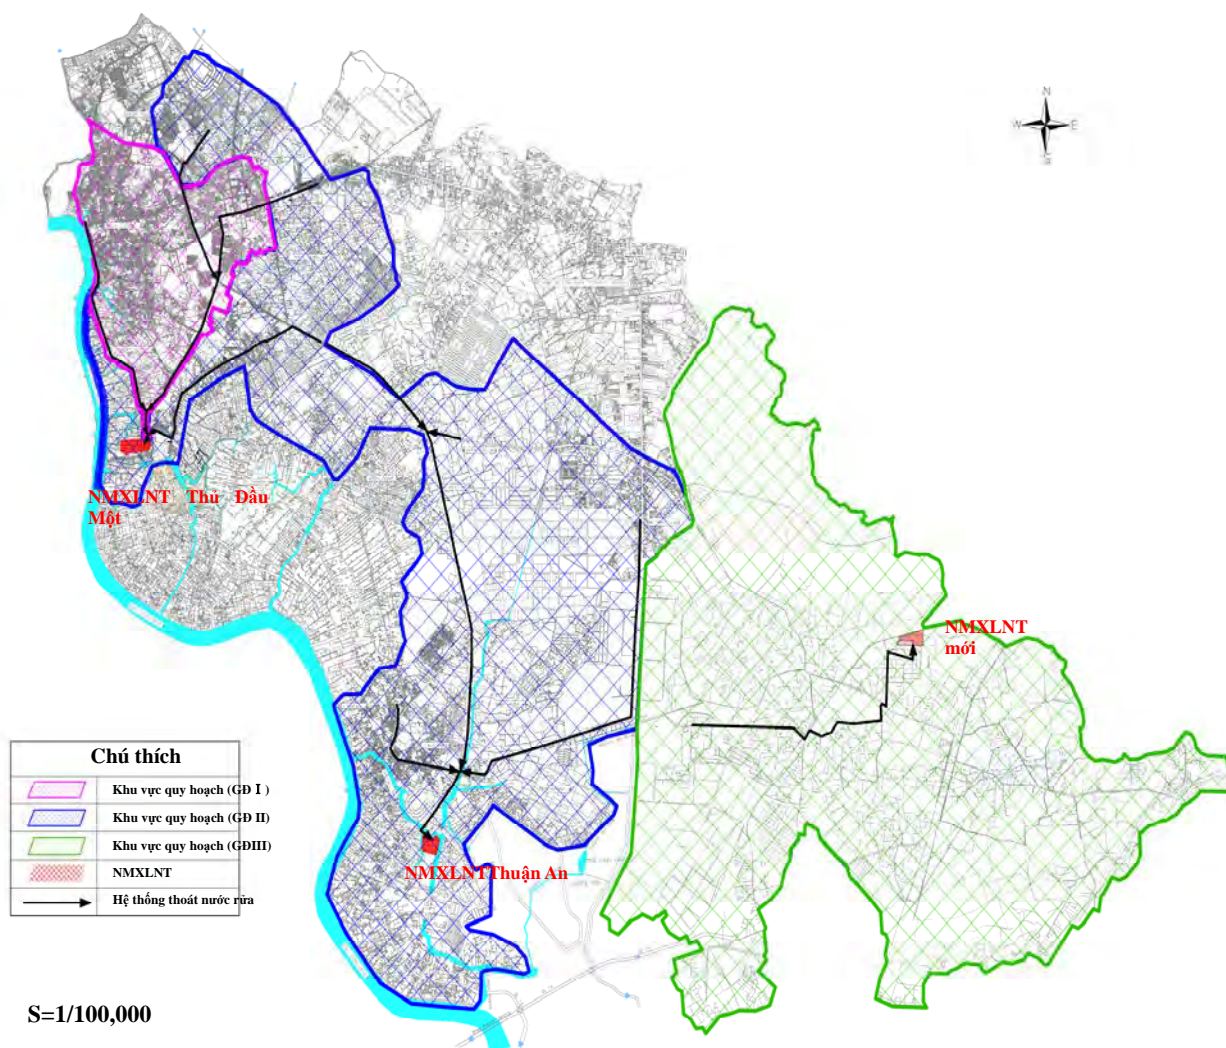 N
W E
S
NMXLNT Thủ Dầu
Một
NMXLNT
mới
Chú thích
Khu vực quy hoạch (GĐ I )
Khu vực quy hoạch (GĐ II)
Khu vực quy hoạch (GĐIII)
NMXLNT
Hệ thống thoát nước rửa
NMXLNTThuận An
S=1/100,000